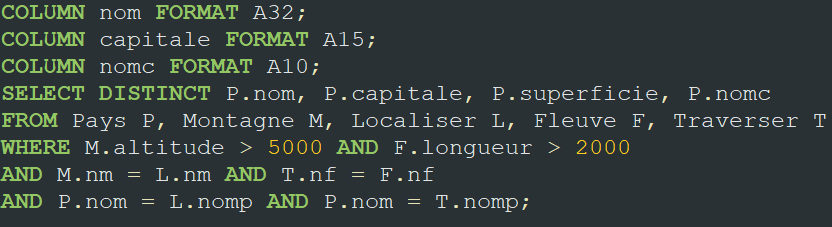 COLUMN nom FORMAT A32;
COLUMN capitale FORMAT A15;
COLUMN nomc FORMAT A10;
SELECT DISTINCT P.nom, P.capitale, P.superficie, P.nomc
FROM Pays P, Montagne M, Localiser L, Fleuve F, Traverser T
WHERE M.altitude > 5000 AND F.longueur > 2000
AND M.nm = L.nm AND T.nf = F.nf
AND P.nom = L.nomp AND P.nom = T.nomp;